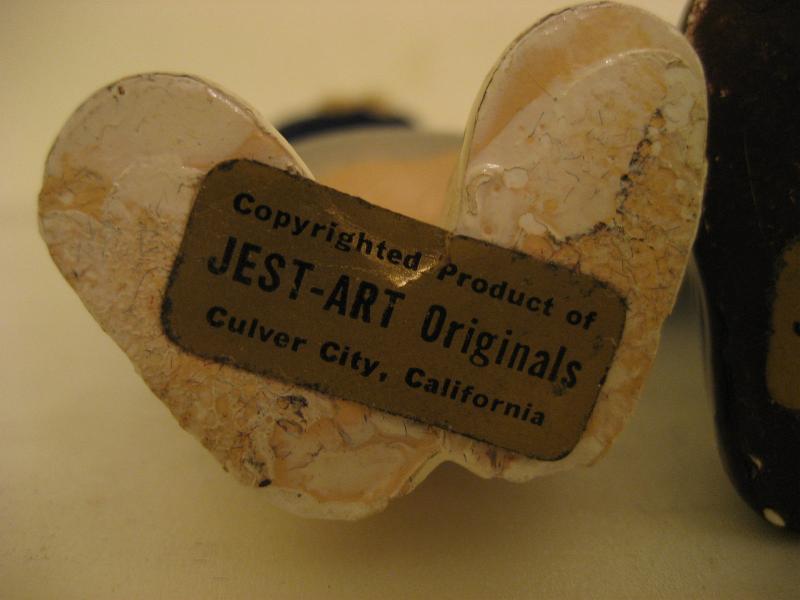 Copyrighted Product of
JEST-ART Originals
Culver City, California